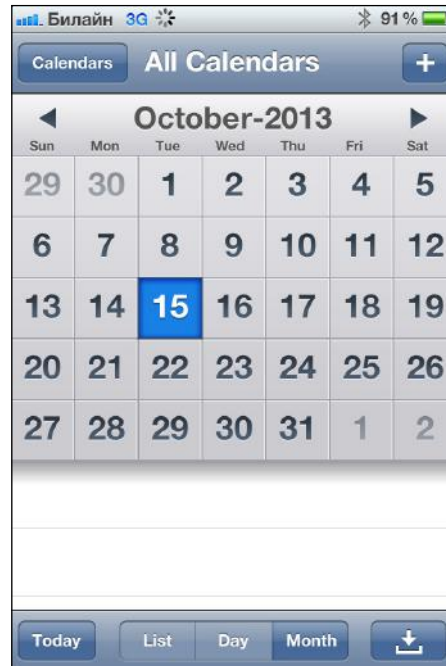 Билайн 3G 91%
Calendars All Calendars +
October-2013
Sun Mon Tue Wed Thu Fri Sat
29 30 1 2 3 4 5
6 7 8 9 10 11 12
13 14 15 16 17 18 19
20 21 22 23 24 25 26
27 28 29 30 31 1 2
Today List Day Month